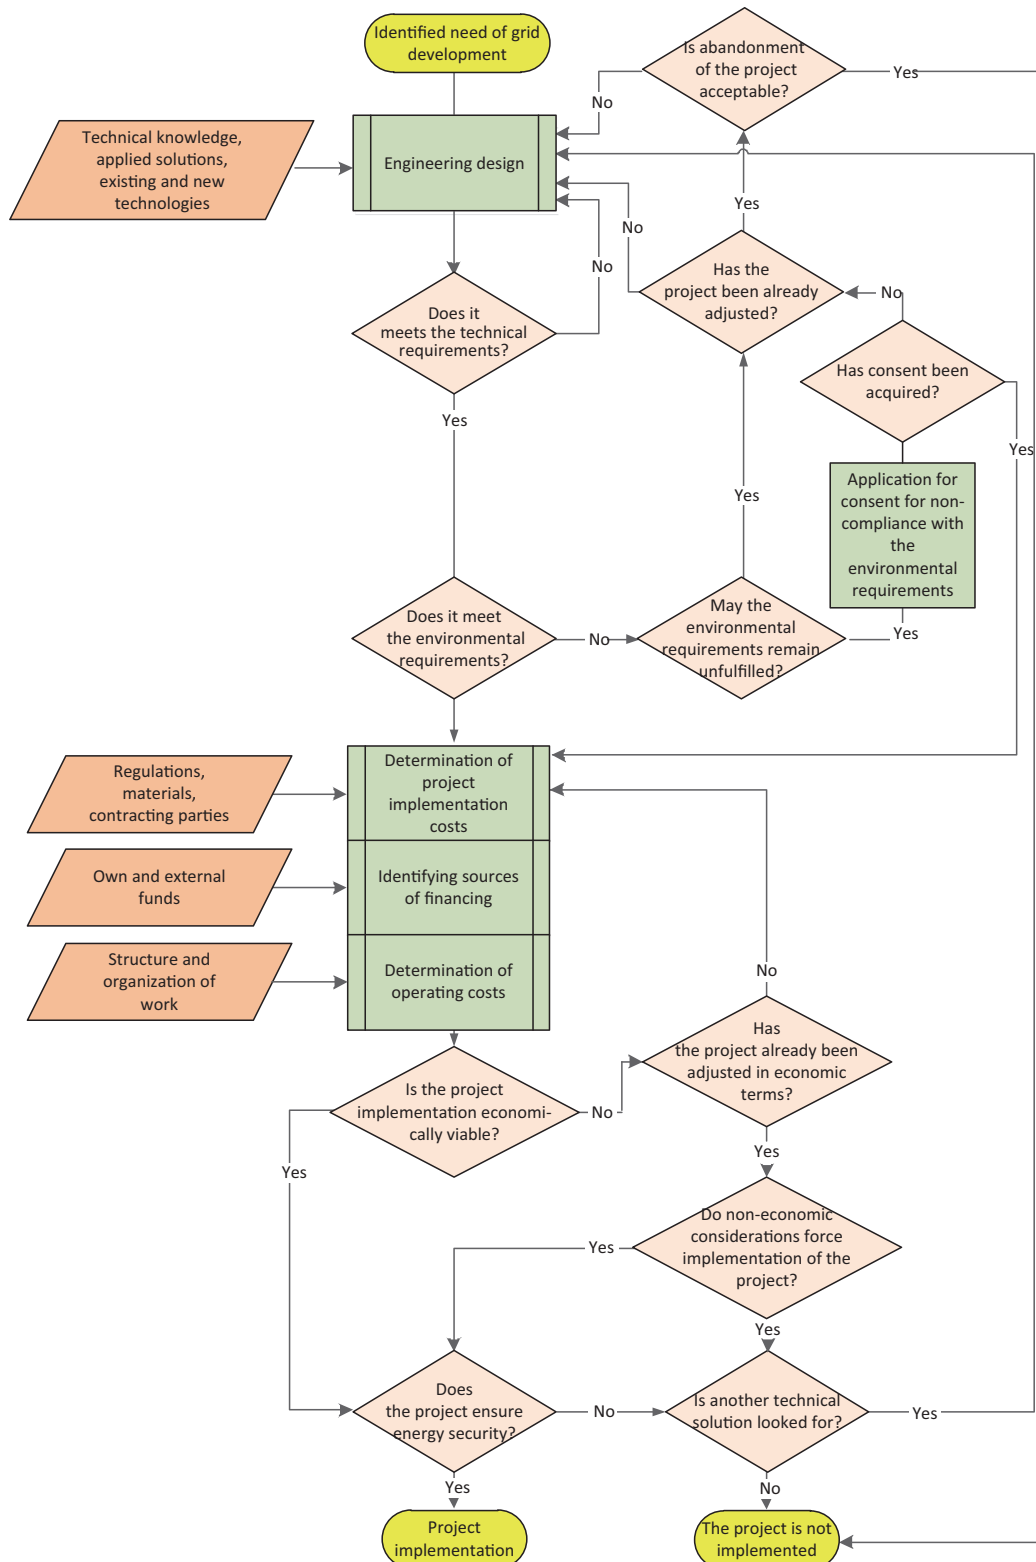 Identified need of grid
development
Is abandonment
of the project
acceptable?
Yes
No
Technical knowledge,
applied solutions,
existing and new
technologies
Engineering design
Yes
No
No
Has the
project been already
adjusted?
No
Does it
meets the technical
requirements?
Has consent been
acquired?
Yes
Yes
Application for
consent for non-
compliance with
the
environmental
requirements
Yes
Does it meet
the environmental
requirements?
No
May the
environmental
requirements remain
unfulfilled?
Yes
Regulations,
materials,
contracting parties
Determination of
project
implementation
costs
Own and external
funds
Identifying sources
of financing
Structure and
organization of
work
Determination of
operating costs
No
Has
the project already been
adjusted in economic
terms?
Is the project
implementation economi-
cally viable?
No
Yes
Yes
Do non-economic
considerations force
implementation of the
project?
Yes
Yes
Does
the project ensure
energy security?
No
Is another technical
solution looked for?
Yes
Yes
No
Project
implementation
The project is not
implemented